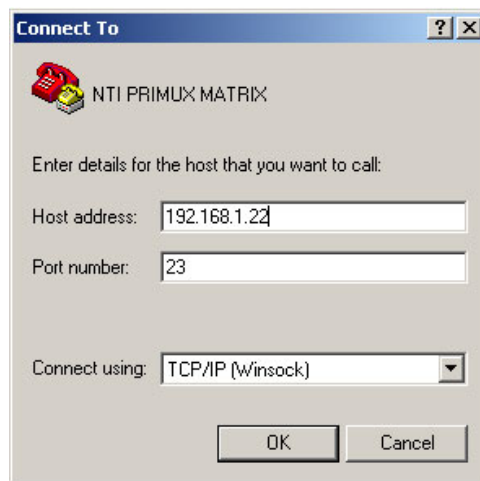 Connect To
NTI PRIMUX MATRIX
Enter details for the host that you want to call:
Host address: 192.168.1.22
Port number: 23
Connect using: TCP/IP (Winsock)
OK Cancel